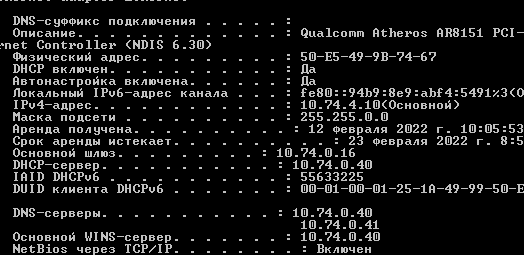 DNS-суффикс подключения . . . . . :
Описание. . . . . . . . . . . . . : Qualcomm Atheros AR8151 PCI-
rnet Controller (NDIS 6.30)
Физический адрес. . . . . . . . . : 50-E5-49-9B-74-67
DHCP включен. . . . . . . . . . . : Да
Автонастройка включена. . . . . . : Да
Локальный IPv6-адрес канала . . . : fe80::94b9:8e9:abf4:5491%3(О
IPv4-адрес. . . . . . . . . . . . : 10.74.4.10(Основной)
Маска подсети . . . . . . . . . . : 255.255.0.0
Аренда получена. . . . . . . . . . : 12 февраля 2022 г. 10:05:53
Срок аренды истекает. . . . . . . . . . : 23 февраля 2022 г. 8:5
Основной шлюз. . . . . . . . . : 10.74.0.16
DHCP-сервер. . . . . . . . . . . : 10.74.0.40
IAID DHCPv6 . . . . . . . . . . . : 55633225
DUID клиента DHCPv6 . . . . . . . : 00-01-00-01-25-1A-49-99-50-E
DNS-серверы. . . . . . . . . . . : 10.74.0.40
10.74.0.41
Основной WINS-сервер. . . . . . . : 10.74.0.40
NetBios через TCP/IP. . . . . . . . : Включен